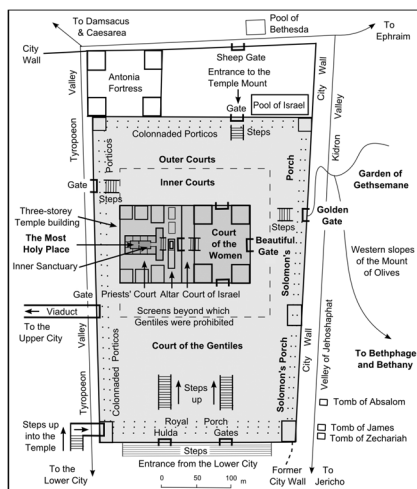 To Damascus
& Caesarea
Pool of
Bethesda
To
Ephraim
City
Wall
Sheep Gate
Antonia
Fortress
Entrance to the
Temple Mount
Gate
Pool of Israel
City Wall
Valley
Kidron
Valley
Tyropoeon
Colonnaded Porticos
Steps
Porticos
Outer Courts
Porch
Inner Courts
Garden of
Gethsemane
Gate
Steps
Steps
Golden
Gate
Three-storey
Temple building
The Most
Holy Place
Inner Sanctuary
Court
of the
Women
Beautiful
Gate
Western slopes
of the Mount
of Olives
Priests' Court
Altar
Court of Israel
Solomon's
Gate
Viaduct
To the
Upper City
Screens beyond which
Gentiles were prohibited
Court of the Gentiles
Valley
Colonnaded Porticos
Tyropoeon
Steps
up
Solomon's Porch
City Wall
Velley of Jehoshaphat
To Bethphage
and Bethany
Tomb of Absalom
Tomb of James
Tomb of Zechariah
Steps up
into the
Temple
Royal Porch
Hulda Gates
Steps
Entrance from the Lower City
To the
Lower City
Former
City Wall
To
Jericho
0 50 100 m